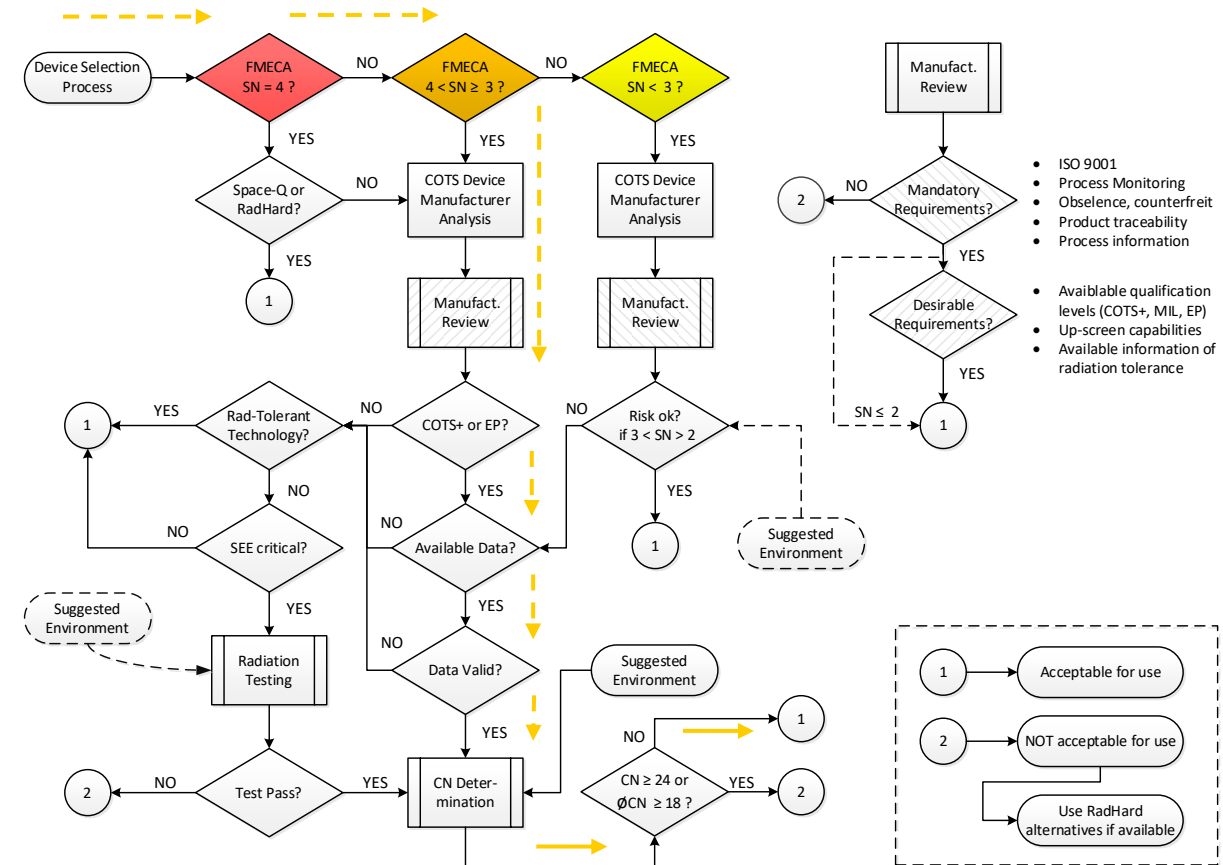 Device Selection
Process
FMECA
SN = 4 ?
NO
FMECA
4 < SN ≥ 3 ?
NO
FMECA
SN < 3 ?
YES
YES
YES
Space-Q or
RadHard?
NO
COTS Device
Manufacturer
Analysis
COTS Device
Manufacturer
Analysis
YES
1
Manufact.
Review
Manufact.
Review
1
YES
Rad-Tolerant
Technology?
NO
COTS+ or EP?
NO
Risk ok?
if 3 < SN > 2
NO
YES
YES
NO
SEE critical?
NO
Available Data?
1
Suggested
Environment
YES
YES
Suggested
Environment
Radiation
Testing
NO
Data Valid?
Suggested
Environment
YES
NO
1
2
NO
Test Pass?
YES
CN Deter-
mination
CN ≥ 24 or
ØCN ≥ 18 ?
YES
2
Manufact.
Review
2
NO
Mandatory
Requirements?
• ISO 9001
• Process Monitoring
• Obselence, counterfreit
• Product traceability
• Process information
YES
Desirable
Requirements?
• Avaiblable qualification
levels (COTS+, MIL, EP)
• Up-screen capabilities
• Available information of
radiation tolerance
YES
SN ≤ 2
1
1
Acceptable for use
2
NOT acceptable for use
Use RadHard
alternatives if available